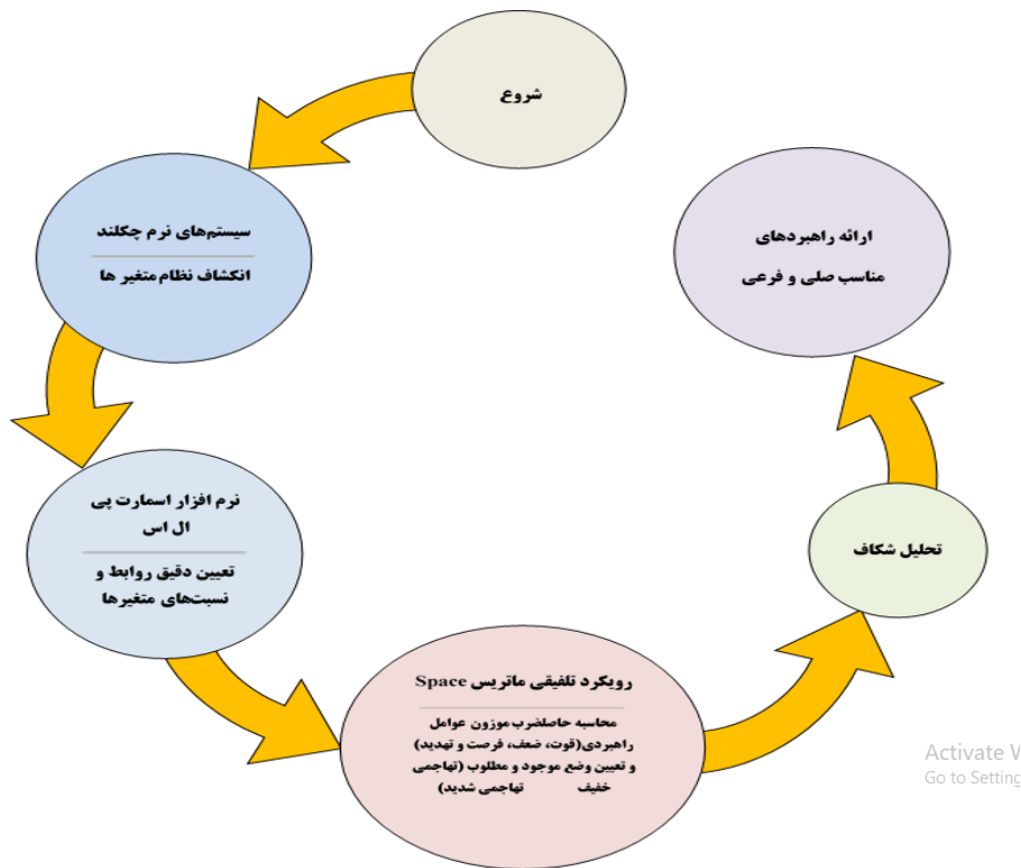 شروع
سیستم‌های نرم چکلند
انکشاف نظام متغیر ها
نرم افزار اسمارت پی
ال اس
تعیین دقیق روابط و
نسبت‌های متغیرها
رویکرد تلفیقی ماتریس Space
محاسبه حاصلضرب موزون عوامل
راهبردی(قوت، ضعف، فرصت و تهدید)
و تعیین وضع موجود و مطلوب (تهاجمی
خفیف تهاجمی شدید)
تحلیل شکاف
ارائه راهبردهای
مناسب صلی و فرعی
Activate W
Go to Setting